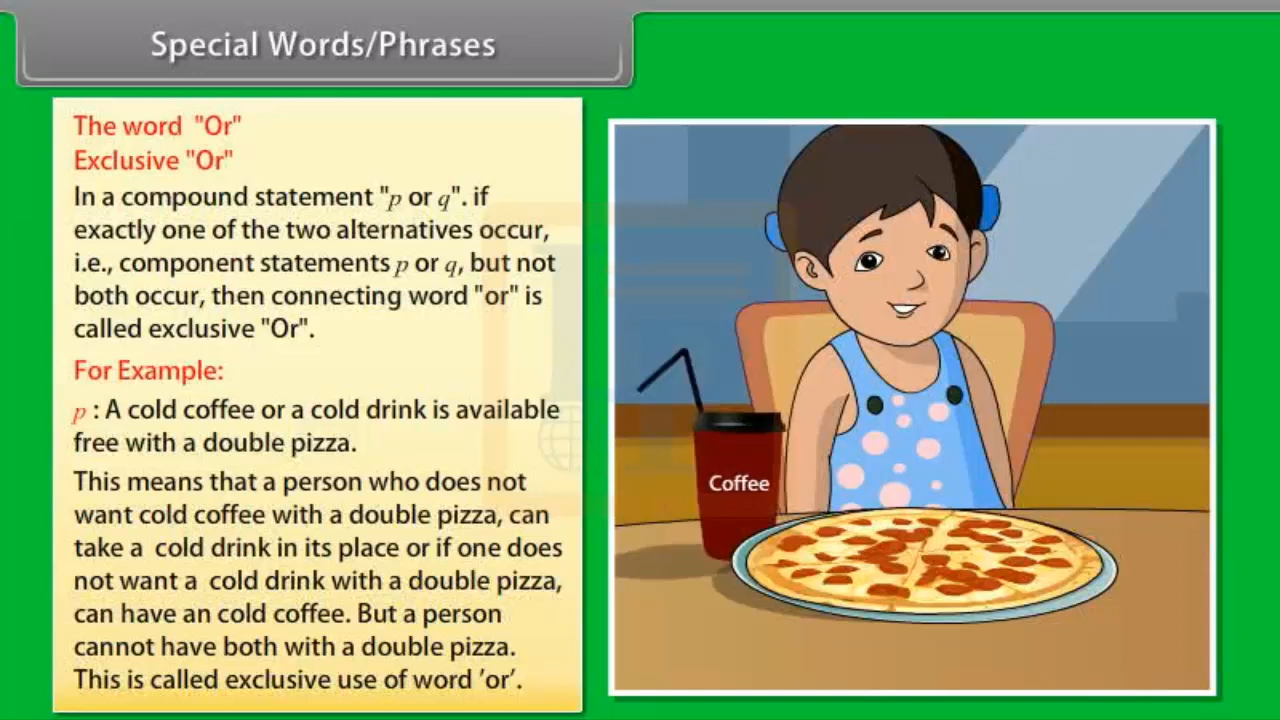 Special Words/Phrases
The word "Or"
Exclusive "Or"
In a compound statement "p or q". if
exactly one of the two alternatives occur,
i.e., component statements p or q, but not
both occur, then connecting word "or" is
called exclusive "Or".
For Example:
p : A cold coffee or a cold drink is available
free with a double pizza.
This means that a person who does not
want cold coffee with a double pizza, can
take a cold drink in its place or if one does
not want a cold drink with a double pizza,
can have an cold coffee. But a person
cannot have both with a double pizza.
This is called exclusive use of word ’or’.
Coffee